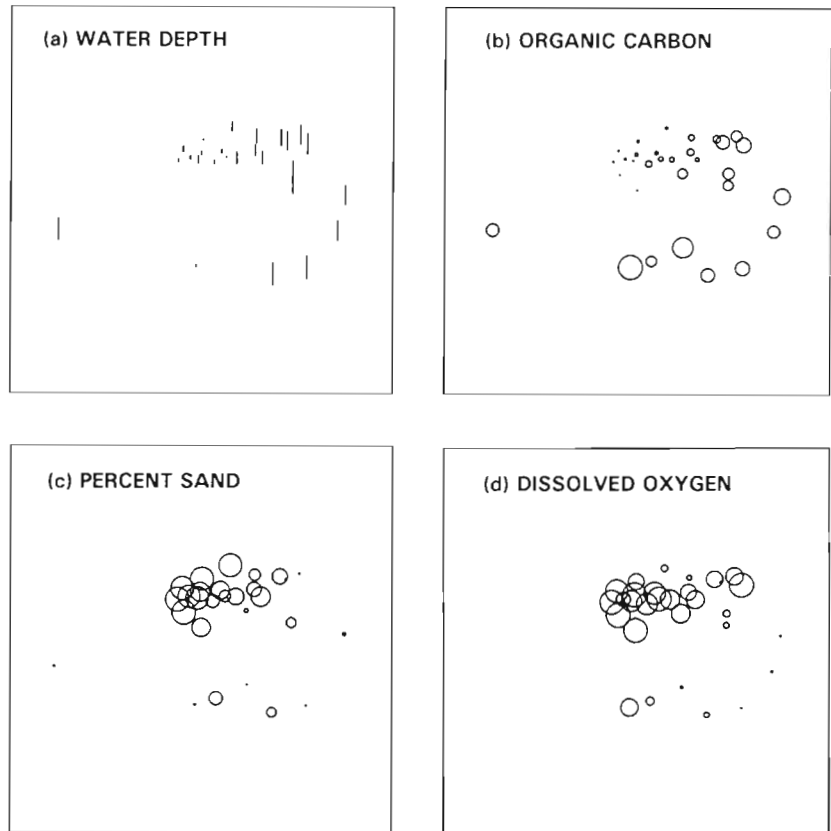 (a) WATER DEPTH
(b) ORGANIC CARBON
(c) PERCENT SAND
(d) DISSOLVED OXYGEN